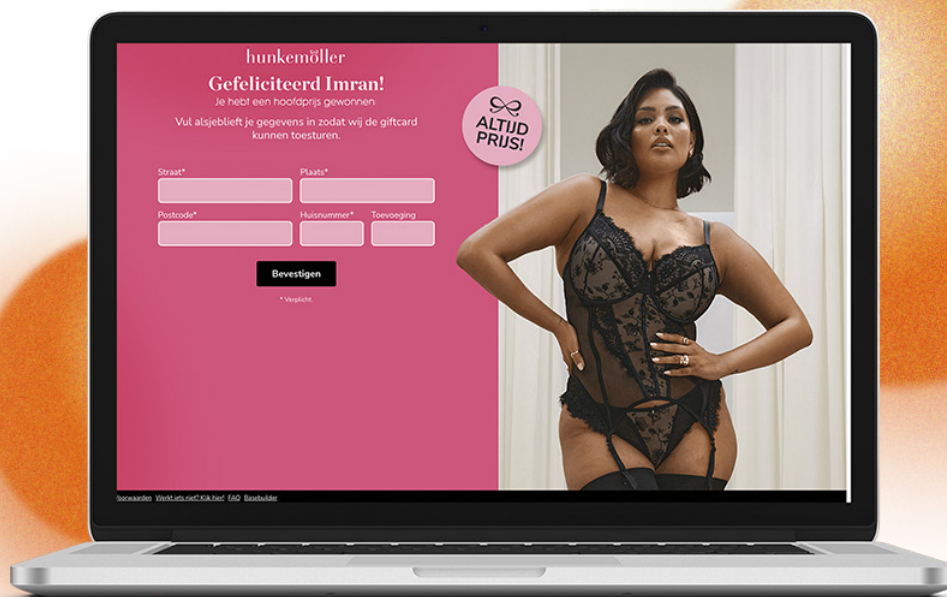 hunkemöller
Gefeliciteerd Imran!
Je hebt een hoofdprijs gewonnen
Vul alsjeblieft je gegevens in zodat wij de giftcard
kunnen toesturen.
ALTIJD
PRIJS!
Straat*
Plaats*
Postcode*
Huisnummer*
Toevoeging
Bevestigen
* Verplicht.
Voorwaarden Werkt iets niet? Klik hier! FAQ Basebuilder